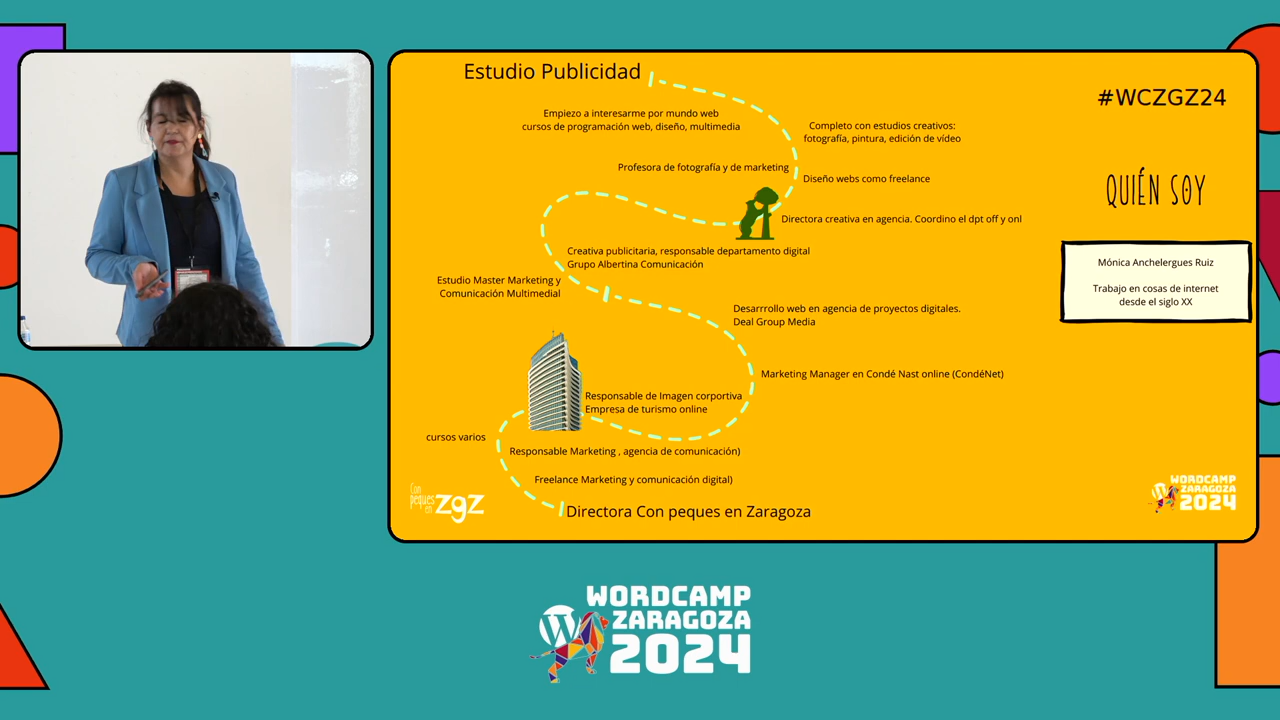 Estudio Publicidad
#WCZGZ24
Empiezo a interesarme por mundo web
cursos de programación web, diseño, multimedia
Completo con estudios creativos:
fotografía, pintura, edición de vídeo
Profesora de fotografía y de marketing
Diseño webs como freelance
QUIÉN SOY
Directora creativa en agencia. Coordino el dpt off y onl
Creativa publicitaria, responsable departamento digital
Grupo Albertina Comunicación
Mónica Anchelergues Ruiz
Trabajo en cosas de internet
desde el siglo XX
Estudio Master Marketing y
Comunicación Multimedial
Desarrrollo web en agencia de proyectos digitales.
Deal Group Media
Marketing Manager en Condé Nast online (CondéNet)
Responsable de Imagen corportiva
Empresa de turismo online
cursos varios
Responsable Marketing , agencia de comunicación)
Freelance Marketing y comunicación digital)
Con
peques
en
ZGZ
Directora Con peques en Zaragoza
WORDCAMP
ZARAGOZA
2024
WORDCAMP
ZARAGOZA
2024